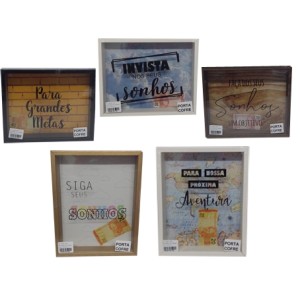 Para
Grandes
Metas
PORTA
COFRE
INVISTA
sonhos
PORTA
COFRE
Sonhos
PORTA
COFRE
SIGA
SEUS
SONHOS
PORTA
COFRE
PARA NOSSA
PRÓXIMA
Aventura
PORTA
COFRE